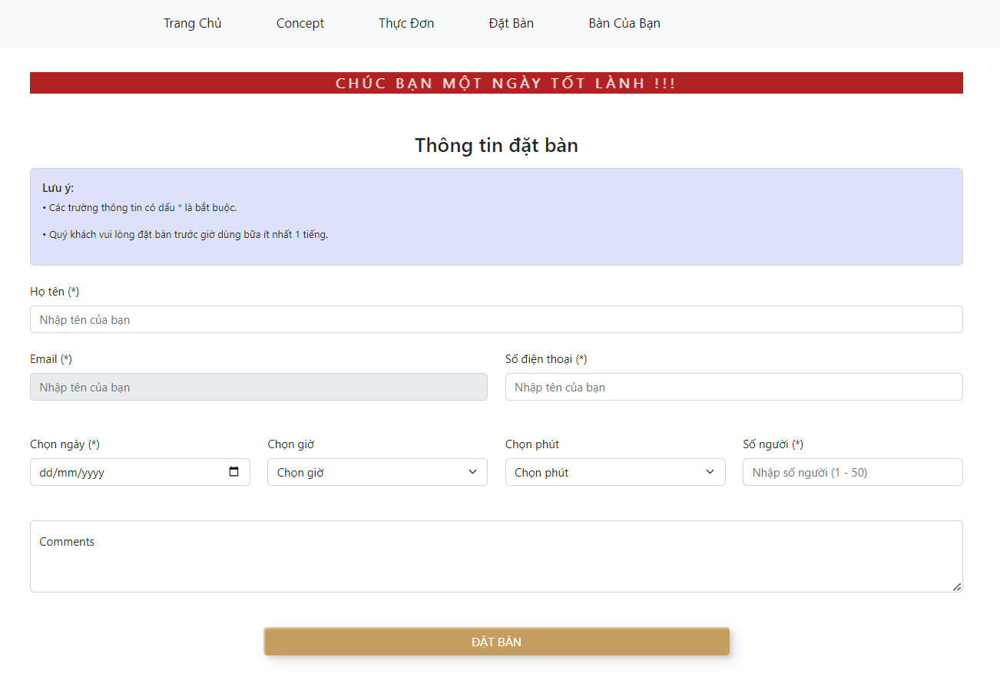 Trang Chủ Concept Thực Đơn Đặt Bàn Bàn Của Bạn
CHÚC BẠN MỘT NGÀY TỐT LÀNH !!!
Thông tin đặt bàn
Lưu ý:
• Các trường thông tin có dấu * là bắt buộc.
• Quý khách vui lòng đặt bàn trước giờ dùng bữa ít nhất 1 tiếng.
Họ tên (*)
Nhập tên của bạn
Email (*) Số điện thoại (*)
Nhập tên của bạn Nhập tên của bạn
Chọn ngày (*) Chọn giờ Chọn phút Số người (*)
dd/mm/yyyy Chọn giờ Chọn phút Nhập số người (1 - 50)
Comments
ĐẶT BÀN